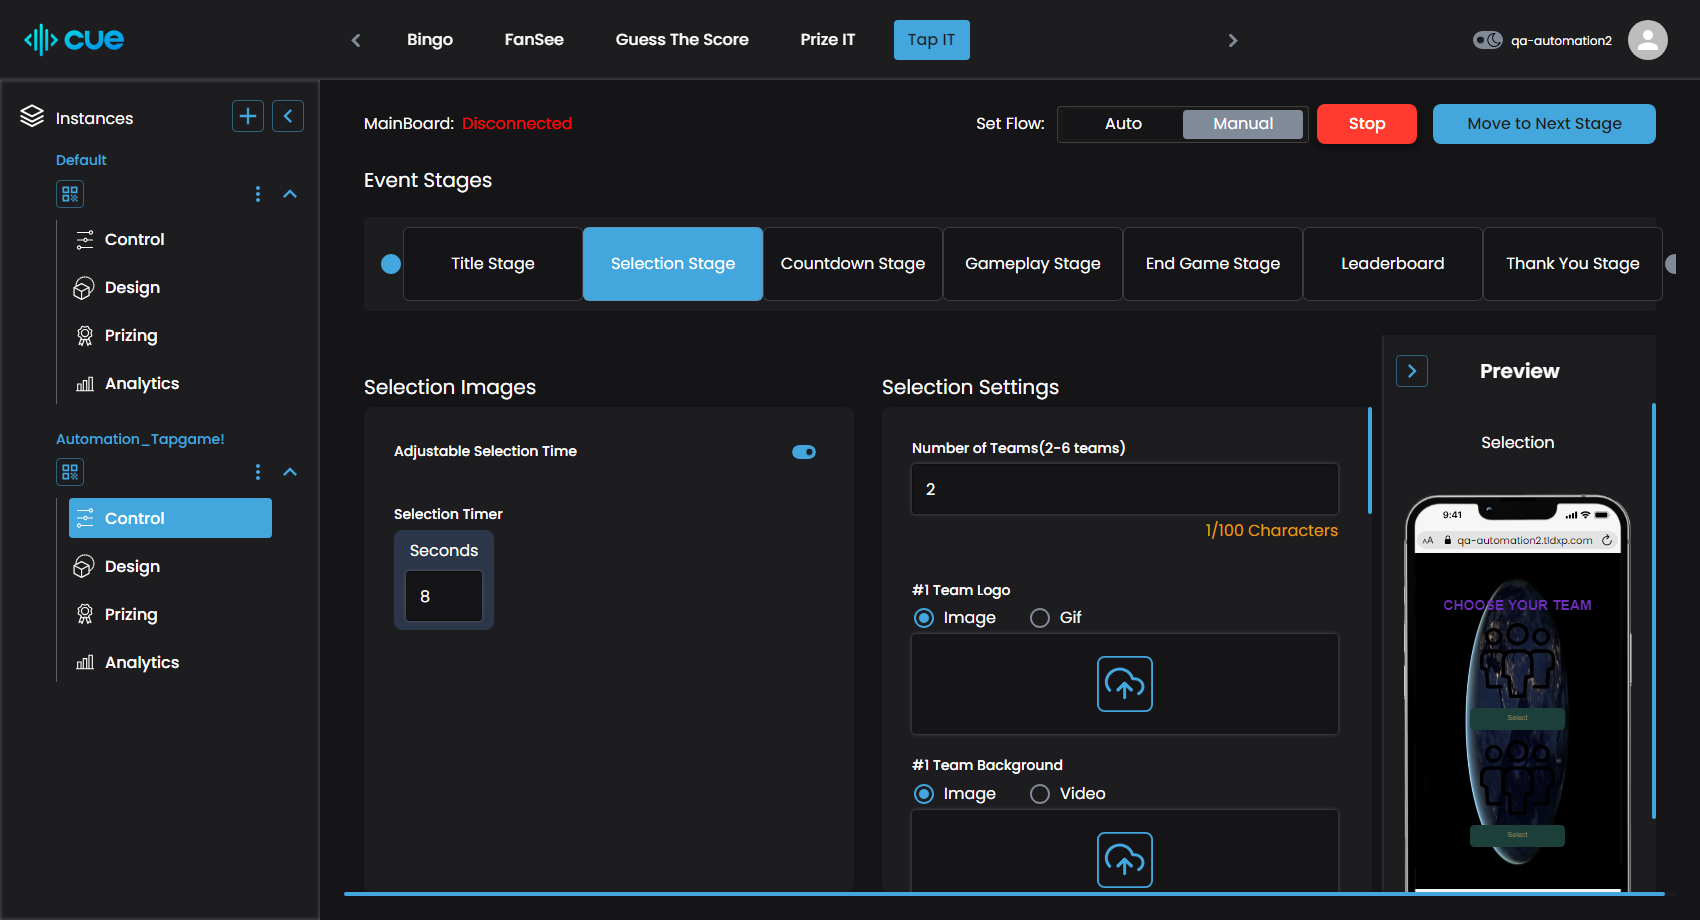 cue
Bingo
FanSee
Guess The Score
Prize IT
Tap IT
qa-automation2
Instances
Default
Control
Design
Prizing
Analytics
Automation_Tapgame!
Control
Design
Prizing
Analytics
MainBoard: Disconnected
Set Flow:
Auto
Manual
Stop
Move to Next Stage
Event Stages
Title Stage
Selection Stage
Countdown Stage
Gameplay Stage
End Game Stage
Leaderboard
Thank You Stage
Selection Images
Adjustable Selection Time
Selection Timer
Seconds
8
Selection Settings
Number of Teams(2-6 teams)
2
1/100 Characters
#1 Team Logo
Image
Gif
#1 Team Background
Image
Video
Preview
Selection
9:41
AA
qa-automation2.tldxp.com
CHOOSE YOUR TEAM
Select
Select